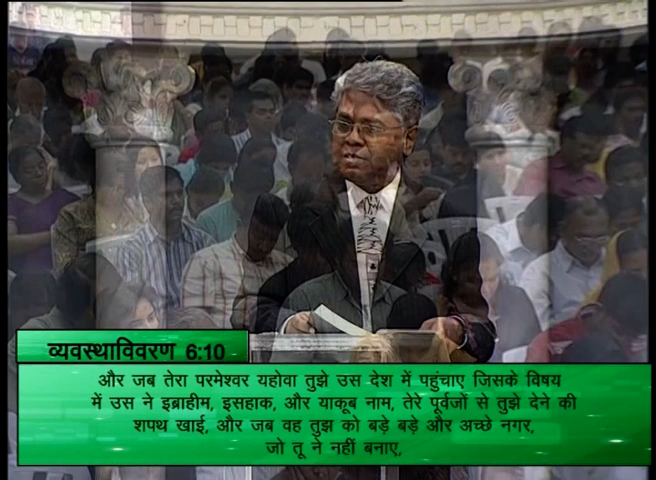 व्यवस्थाविवरण 6:10
और जब तेरा परमेश्वर यहोवा तुझे उस देश में पहुंचाए जिसके विषय
में उस ने इब्राहीम, इसहाक, और याकूब नाम, तेरे पूर्वजों से तुझे देने की
शपथ खाई, और जब वह तुझ को बड़े बड़े और अच्छे नगर,
जो तू ने नहीं बनाए,